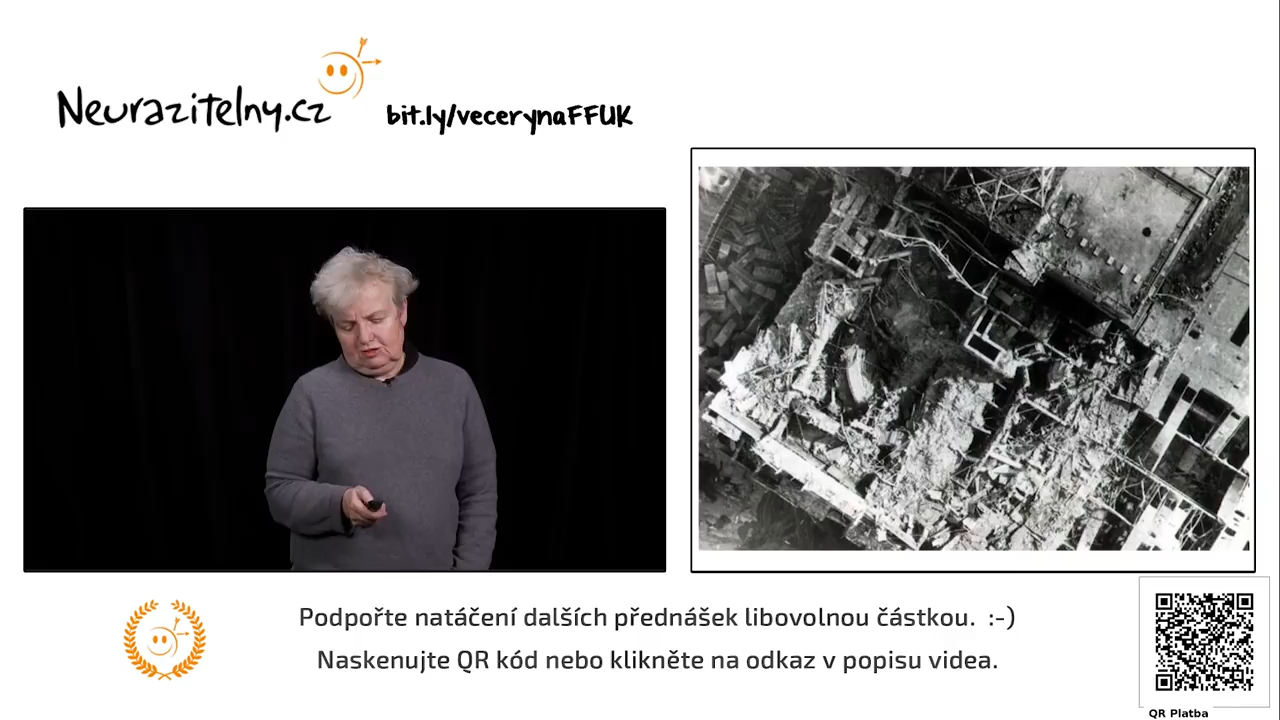 Neurazitelny.cz
bit.ly/vecerynaFFUK
Podpořte natáčení dalších přednášek libovolnou částkou. :-)
Naskenujte QR kód nebo klikněte na odkaz v popisu videa.
QR Platba